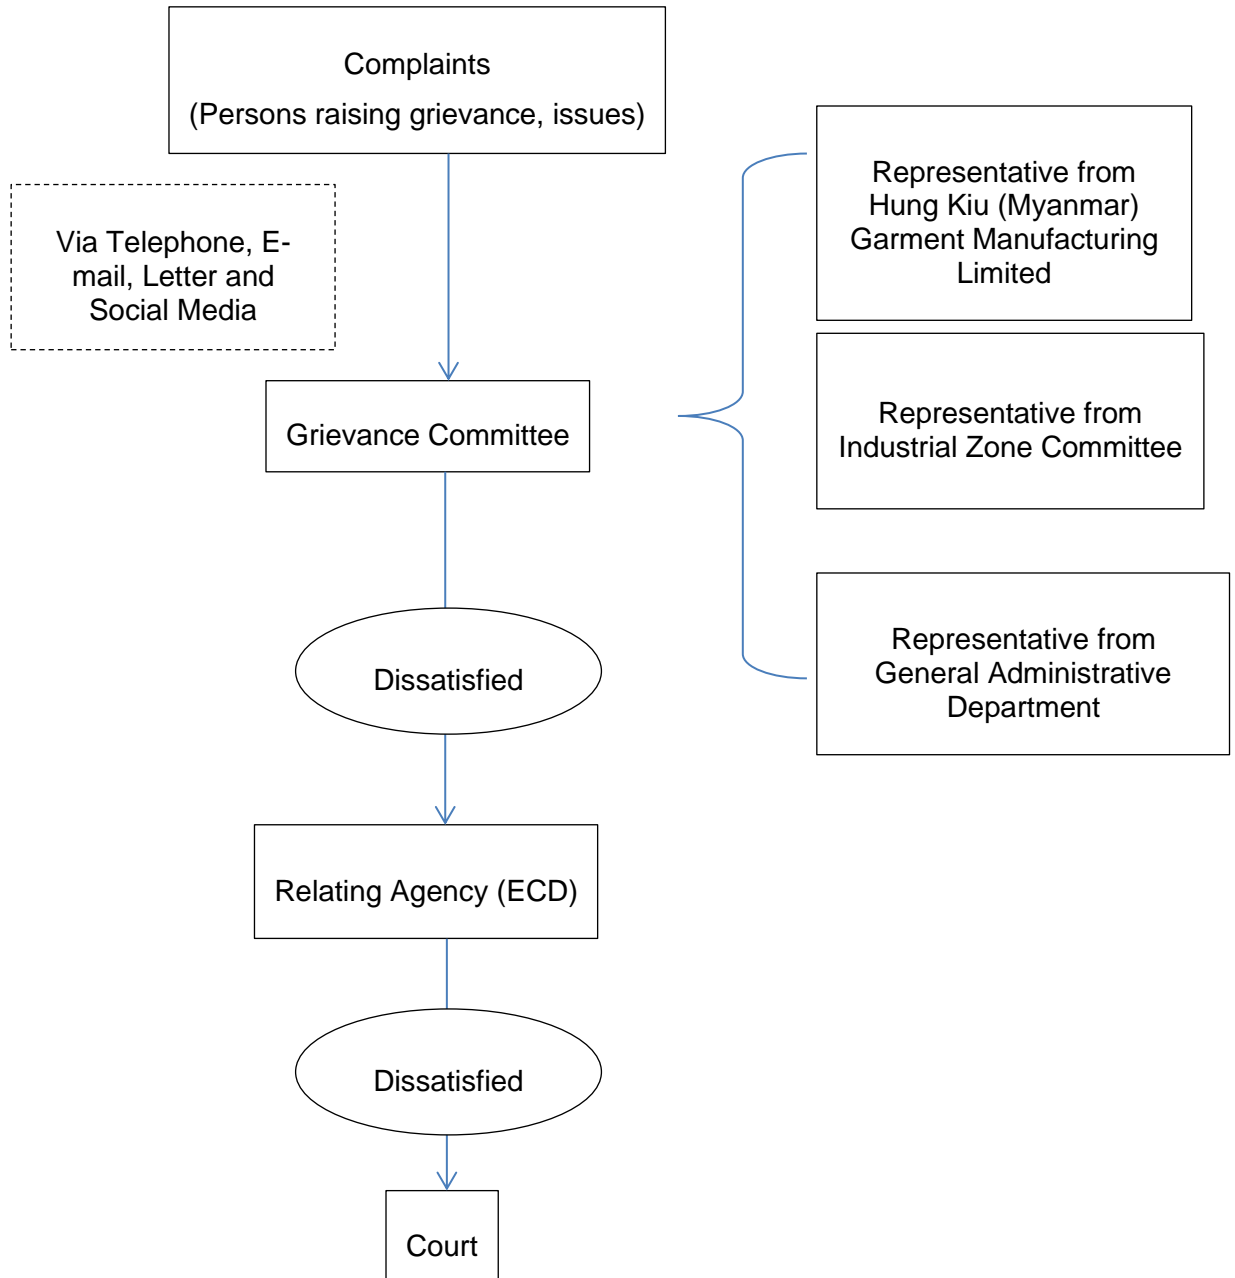 Complaints
(Persons raising grievance, issues)
Via Telephone, E-
mail, Letter and
Social Media
Grievance Committee
Representative from
Hung Kiu (Myanmar)
Garment Manufacturing
Limited
Representative from
Industrial Zone Committee
Representative from
General Administrative
Department
Dissatisfied
Relating Agency (ECD)
Dissatisfied
Court